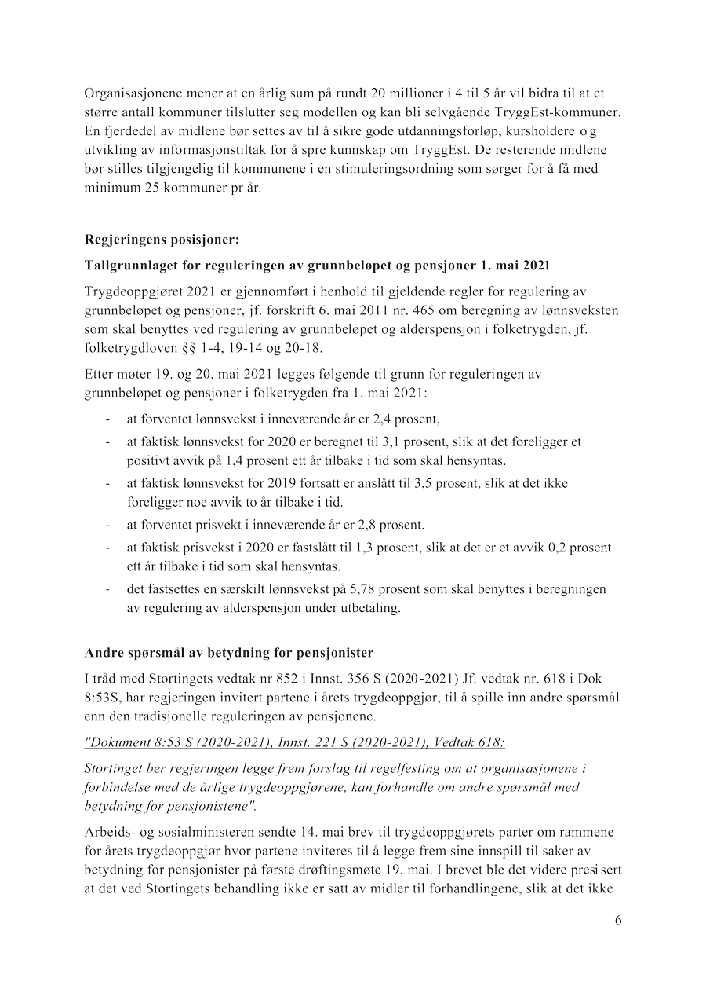 Organisasjonene mener at en årlig sum på rundt 20 millioner i 4 til 5 år vil bidra til at et
større antall kommuner tilslutter seg modellen og kan bli selvgående TryggEst-kommuner.
En fjerdedel av midlene bør settes av til å sikre gode utdanningsforløp, kursholdere og
utvikling av informasjonstiltak for å spre kunnskap om TryggEst. De resterende midlene
bør stilles tilgjengelig til kommunene i en stimuleringsordning som sørger for å få med
minimum 25 kommuner pr år.
Regjeringens posisjoner:
Tallgrunnlaget for reguleringen av grunnbeløpet og pensjoner 1. mai 2021
Trygdeoppgjøret 2021 er gjennomført i henhold til gjeldende regler for regulering av
grunnbeløpet og pensjoner, jf. forskrift 6. mai 2011 nr. 465 om beregning av lønnsveksten
som skal benyttes ved regulering av grunnbeløpet og alderspensjon i folketrygden, jf.
folketrygdloven §§ 1-4, 19-14 og 20-18.
Etter møter 19. og 20. mai 2021 legges følgende til grunn for reguleringen av
grunnbeløpet og pensjoner i folketrygden fra 1. mai 2021:
- at forventet lønnsvekst i inneværende år er 2,4 prosent,
- at faktisk lønnsvekst for 2020 er beregnet til 3,1 prosent, slik at det foreligger et
positivt avvik på 1,4 prosent ett år tilbake i tid som skal hensyntas.
- at faktisk lønnsvekst for 2019 fortsatt er anslått til 3,5 prosent, slik at det ikke
foreligger noe avvik to år tilbake i tid.
- at forventet prisvekt i inneværende år er 2,8 prosent.
- at faktisk prisvekst i 2020 er fastslått til 1,3 prosent, slik at det er et avvik 0,2 prosent
ett år tilbake i tid som skal hensyntas.
- det fastsettes en særskilt lønnsvekst på 5,78 prosent som skal benyttes i beregningen
av regulering av alderspensjon under utbetaling.
Andre spørsmål av betydning for pensjonister
I tråd med Stortingets vedtak nr 852 i Innst. 356 S (2020-2021) Jf. vedtak nr. 618 i Dok
8:53S, har regjeringen invitert partene i årets trygdeoppgjør, til å spille inn andre spørsmål
enn den tradisjonelle reguleringen av pensjonene.
"Dokument 8:53 S (2020-2021), Innst. 221 S (2020-2021), Vedtak 618:
Stortinget ber regjeringen legge frem forslag til regelfesting om at organisasjonene i
forbindelse med de årlige trygdeoppgjørene, kan forhandle om andre spørsmål med
betydning for pensjonistene".
Arbeids- og sosialministeren sendte 14. mai brev til trygdeoppgjørets parter om rammene
for årets trygdeoppgjør hvor partene inviteres til å legge frem sine innspill til saker av
betydning for pensjonister på første drøftingsmøte 19. mai. I brevet ble det videre presisert
at det ved Stortingets behandling ikke er satt av midler til forhandlingene, slik at det ikke
6